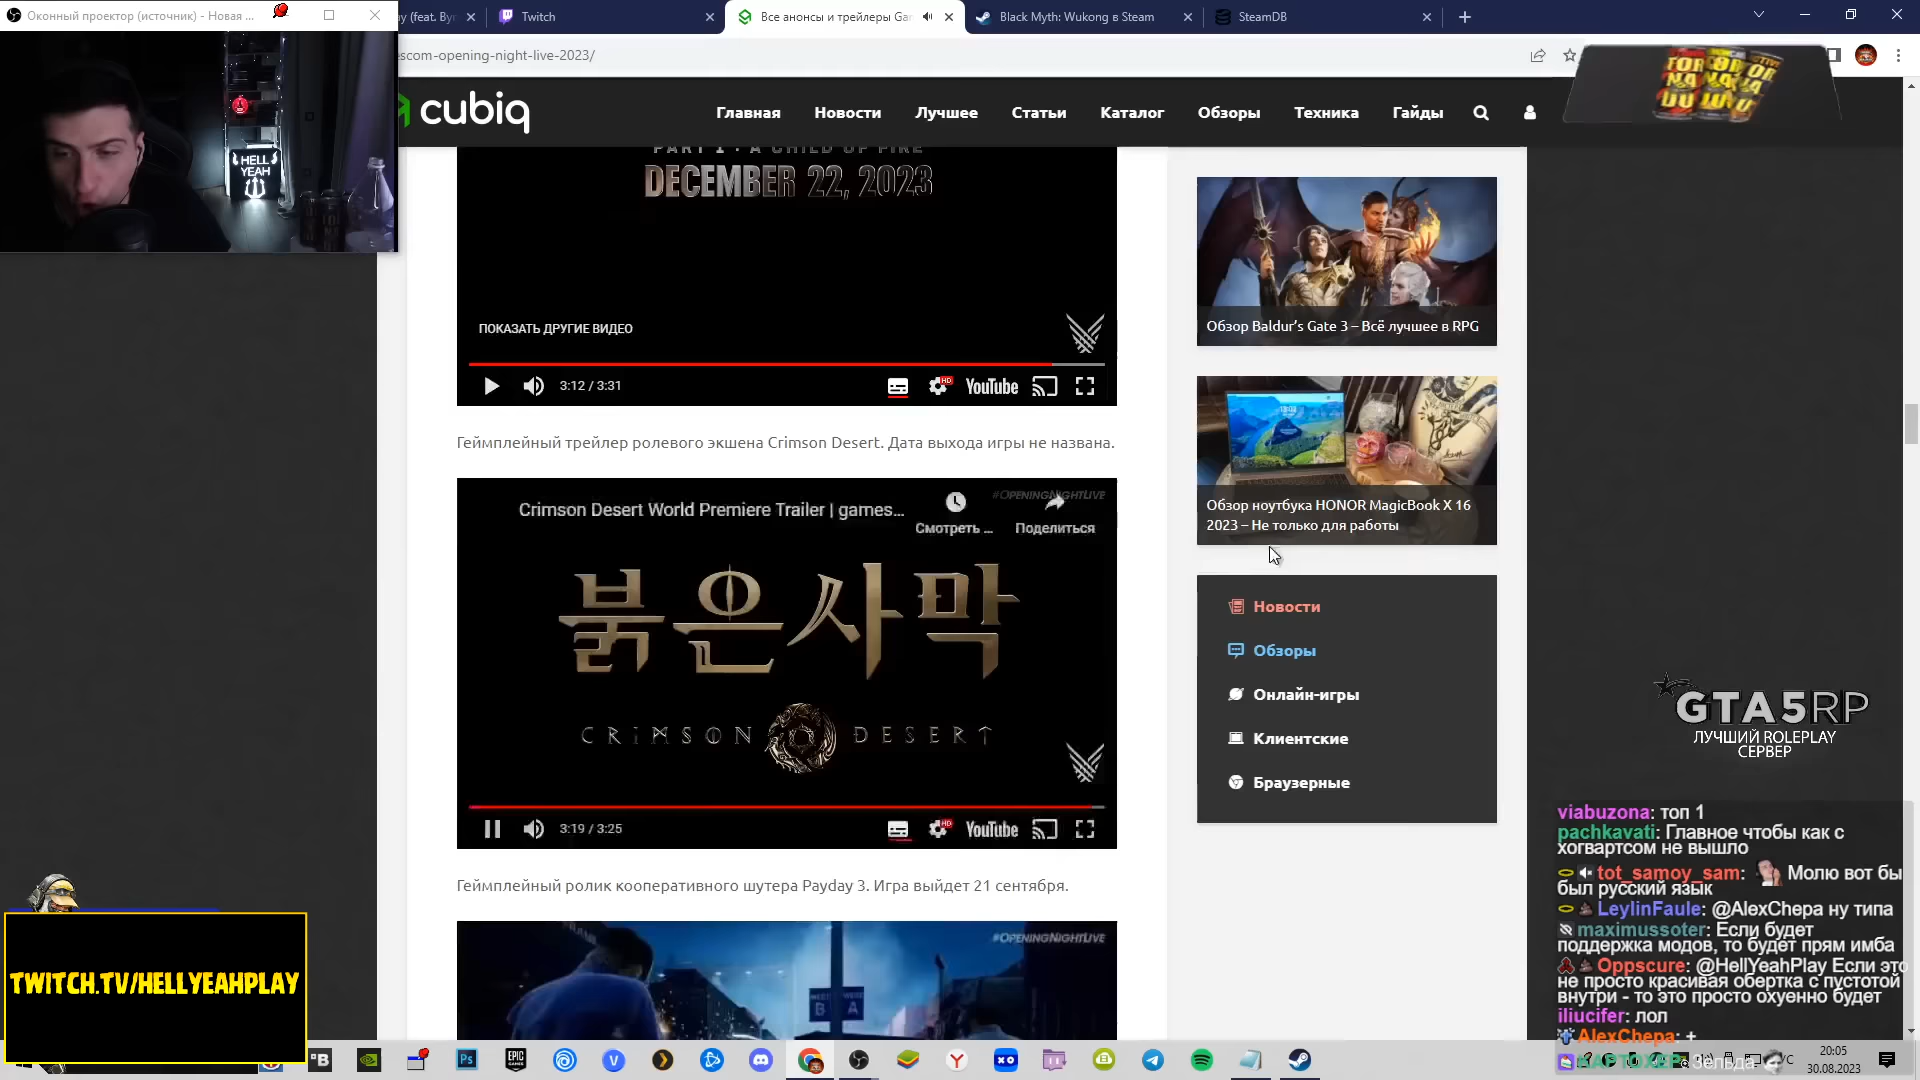 Оконный проектор (источник) - Новая ...
Twitch
Все анонсы и трейлеры Gam
Black Myth: Wukong в Steam
SteamDB
escom-opening-night-live-2023/
HELL
YEAH
cubiq
Главная
Новости
Лучшее
Статьи
Каталог
Обзоры
Техника
Гайды
PART 1 : A CHILD OF FIRE
DECEMBER 22, 2023
ПОКАЗАТЬ ДРУГИЕ ВИДЕО
3:12 / 3:31
YouTube
Геймплейный трейлер ролевого экшена Crimson Desert. Дата выхода игры не названа.
#OPENINGNIGHTLIVE
Crimson Desert World Premiere Trailer | games...
Смотреть ...
Поделиться
붉은사막
CRIMSON DESERT
3:19 / 3:25
YouTube
Геймплейный ролик кооперативного шутера Payday 3. Игра выйдет 21 сентября.
#OPENINGNIGHTLIVE
Обзор Baldur's Gate 3 – Всё лучшее в RPG
Обзор ноутбука HONOR MagicBook X 16
2023 – Не только для работы
Новости
Обзоры
Онлайн-игры
Клиентские
Браузерные
GTA5RP
ЛУЧШИЙ ROLEPLAY
СЕРВЕР
viabuzona: топ 1
pachkavati: Главное чтобы как с
хогвартсом не вышло
tot_samoy_sam: Молю вот бы
был русский язык
LeylinFaule: @AlexChepa ну типа
maximussoter: Если будет
поддержка модов, то будет прям имба
Oppscure: @HellYeahPlay Если это
не просто красивая обертка с пустотой
внутри - то это просто охуенно будет
iliucifer: лол
AlexChepa: +
TWITCH.TV/HELLYEAHPLAY
20:05
30.08.2023